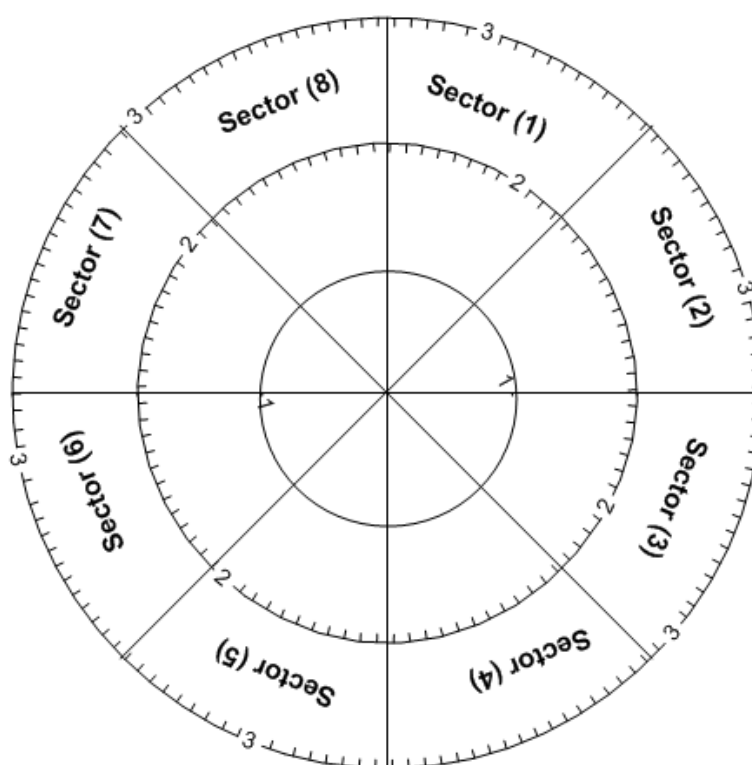 3
3
Sector (8)
Sector (1)
2
2
Sector (7)
Sector (2)
3
1
1
Sector (6)
Sector (3)
3
2
2
Sector (5)
Sector (4)
3
3